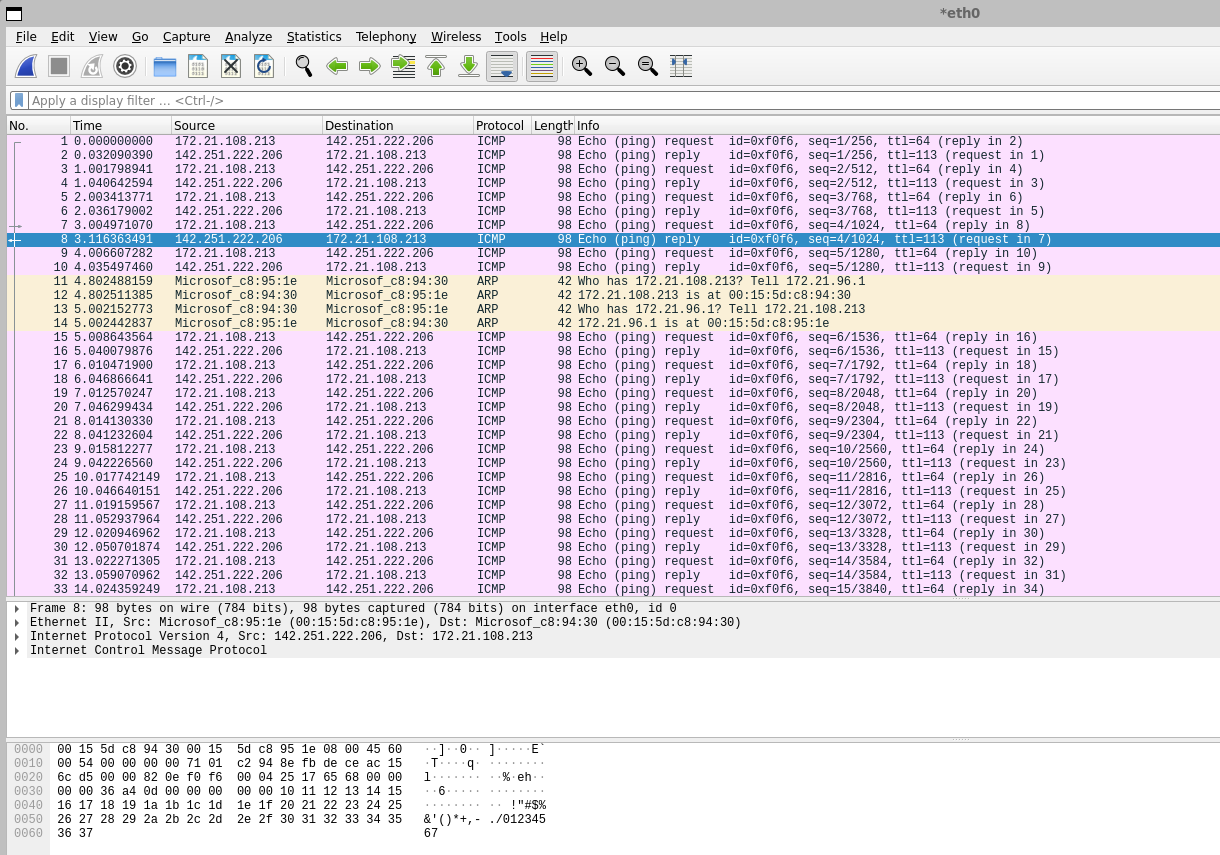 *eth0
File Edit View Go Capture Analyze Statistics Telephony Wireless Tools Help
Apply a display filter … <Ctrl-/>
No. Time Source Destination Protocol Length Info
1 0.000000000 172.21.108.213 142.251.222.206 ICMP 98 Echo (ping) request id=0xf0f6, seq=1/256, ttl=64 (reply in 2)
2 0.032090390 142.251.222.206 172.21.108.213 ICMP 98 Echo (ping) reply id=0xf0f6, seq=1/256, ttl=113 (request in 1)
3 1.001798941 172.21.108.213 142.251.222.206 ICMP 98 Echo (ping) request id=0xf0f6, seq=2/512, ttl=64 (reply in 4)
4 1.040642594 142.251.222.206 172.21.108.213 ICMP 98 Echo (ping) reply id=0xf0f6, seq=2/512, ttl=113 (request in 3)
5 2.003413771 172.21.108.213 142.251.222.206 ICMP 98 Echo (ping) request id=0xf0f6, seq=3/768, ttl=64 (reply in 6)
6 2.036179002 142.251.222.206 172.21.108.213 ICMP 98 Echo (ping) reply id=0xf0f6, seq=3/768, ttl=113 (request in 5)
7 3.004971070 172.21.108.213 142.251.222.206 ICMP 98 Echo (ping) request id=0xf0f6, seq=4/1024, ttl=64 (reply in 8)
8 3.116363491 142.251.222.206 172.21.108.213 ICMP 98 Echo (ping) reply id=0xf0f6, seq=4/1024, ttl=113 (request in 7)
9 4.006607282 172.21.108.213 142.251.222.206 ICMP 98 Echo (ping) request id=0xf0f6, seq=5/1280, ttl=64 (reply in 10)
10 4.035497460 142.251.222.206 172.21.108.213 ICMP 98 Echo (ping) reply id=0xf0f6, seq=5/1280, ttl=113 (request in 9)
11 4.802488159 Microsof_c8:95:1e Microsof_c8:94:30 ARP 42 Who has 172.21.108.213? Tell 172.21.96.1
12 4.802511385 Microsof_c8:94:30 Microsof_c8:95:1e ARP 42 172.21.108.213 is at 00:15:5d:c8:94:30
13 5.002152773 Microsof_c8:94:30 Microsof_c8:95:1e ARP 42 Who has 172.21.96.1? Tell 172.21.108.213
14 5.002442837 Microsof_c8:95:1e Microsof_c8:94:30 ARP 42 172.21.96.1 is at 00:15:5d:c8:95:1e
15 5.008643564 172.21.108.213 142.251.222.206 ICMP 98 Echo (ping) request id=0xf0f6, seq=6/1536, ttl=64 (reply in 16)
16 5.040079876 142.251.222.206 172.21.108.213 ICMP 98 Echo (ping) reply id=0xf0f6, seq=6/1536, ttl=113 (request in 15)
17 6.010471900 172.21.108.213 142.251.222.206 ICMP 98 Echo (ping) request id=0xf0f6, seq=7/1792, ttl=64 (reply in 18)
18 6.046866641 142.251.222.206 172.21.108.213 ICMP 98 Echo (ping) reply id=0xf0f6, seq=7/1792, ttl=113 (request in 17)
19 7.012570247 172.21.108.213 142.251.222.206 ICMP 98 Echo (ping) request id=0xf0f6, seq=8/2048, ttl=64 (reply in 20)
20 7.046299434 142.251.222.206 172.21.108.213 ICMP 98 Echo (ping) reply id=0xf0f6, seq=8/2048, ttl=113 (request in 19)
21 8.014130330 172.21.108.213 142.251.222.206 ICMP 98 Echo (ping) request id=0xf0f6, seq=9/2304, ttl=64 (reply in 22)
22 8.041232604 142.251.222.206 172.21.108.213 ICMP 98 Echo (ping) reply id=0xf0f6, seq=9/2304, ttl=113 (request in 21)
23 9.015812277 172.21.108.213 142.251.222.206 ICMP 98 Echo (ping) request id=0xf0f6, seq=10/2560, ttl=64 (reply in 24)
24 9.042226560 142.251.222.206 172.21.108.213 ICMP 98 Echo (ping) reply id=0xf0f6, seq=10/2560, ttl=113 (request in 23)
25 10.017742149 172.21.108.213 142.251.222.206 ICMP 98 Echo (ping) request id=0xf0f6, seq=11/2816, ttl=64 (reply in 26)
26 10.046640151 142.251.222.206 172.21.108.213 ICMP 98 Echo (ping) reply id=0xf0f6, seq=11/2816, ttl=113 (request in 25)
27 11.019159567 172.21.108.213 142.251.222.206 ICMP 98 Echo (ping) request id=0xf0f6, seq=12/3072, ttl=64 (reply in 28)
28 11.052937964 142.251.222.206 172.21.108.213 ICMP 98 Echo (ping) reply id=0xf0f6, seq=12/3072, ttl=113 (request in 27)
29 12.020946962 172.21.108.213 142.251.222.206 ICMP 98 Echo (ping) request id=0xf0f6, seq=13/3328, ttl=64 (reply in 30)
30 12.050701874 142.251.222.206 172.21.108.213 ICMP 98 Echo (ping) reply id=0xf0f6, seq=13/3328, ttl=113 (request in 29)
31 13.022271305 172.21.108.213 142.251.222.206 ICMP 98 Echo (ping) request id=0xf0f6, seq=14/3584, ttl=64 (reply in 32)
32 13.059070962 142.251.222.206 172.21.108.213 ICMP 98 Echo (ping) reply id=0xf0f6, seq=14/3584, ttl=113 (request in 31)
33 14.024359249 172.21.108.213 142.251.222.206 ICMP 98 Echo (ping) request id=0xf0f6, seq=15/3840, ttl=64 (reply in 34)
Frame 8: 98 bytes on wire (784 bits), 98 bytes captured (784 bits) on interface eth0, id 0
Ethernet II, Src: Microsof_c8:95:1e (00:15:5d:c8:95:1e), Dst: Microsof_c8:94:30 (00:15:5d:c8:94:30)
Internet Protocol Version 4, Src: 142.251.222.206, Dst: 172.21.108.213
Internet Control Message Protocol
0000 00 15 5d c8 94 30 00 15 5d c8 95 1e 08 00 45 60 ··]··0·· ]·····E`
0010 00 54 00 00 00 00 71 01 c2 94 8e fb de ce ac 15 ·T····q· ········
0020 6c d5 00 00 82 0e f0 f6 00 04 25 17 65 68 00 00 l······· ··%·eh··
0030 00 00 36 a4 0d 00 00 00 00 00 10 11 12 13 14 15 ··6····· ········
0040 16 17 18 19 1a 1b 1c 1d 1e 1f 20 21 22 23 24 25 ········ ·· !"#$%
0050 26 27 28 29 2a 2b 2c 2d 2e 2f 30 31 32 33 34 35 &'()*+,- ./012345
0060 36 37 67